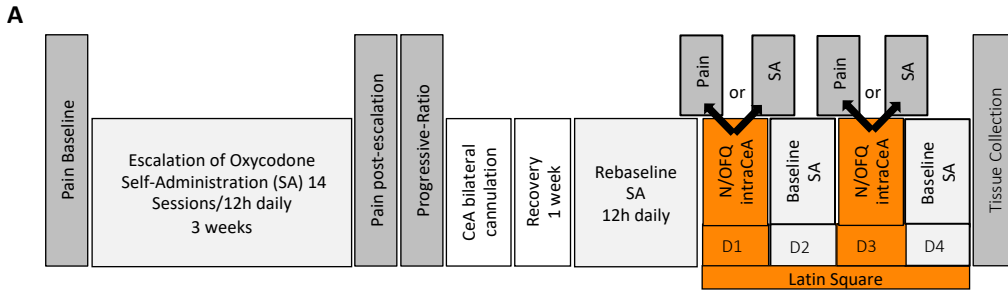 A
Pain Baseline
Escalation of Oxycodone
Self-Administration (SA) 14
Sessions/12h daily
3 weeks
Pain post-escalation
Progressive-Ratio
CeA bilateral
cannulation
Recovery
1 week
Rebaseline
SA
12h daily
Pain
or
SA
Pain
or
SA
N/OFQ
intraCeA
Baseline
SA
N/OFQ
intraCeA
Baseline
SA
D1
D2
D3
D4
Latin Square
Tissue Collection